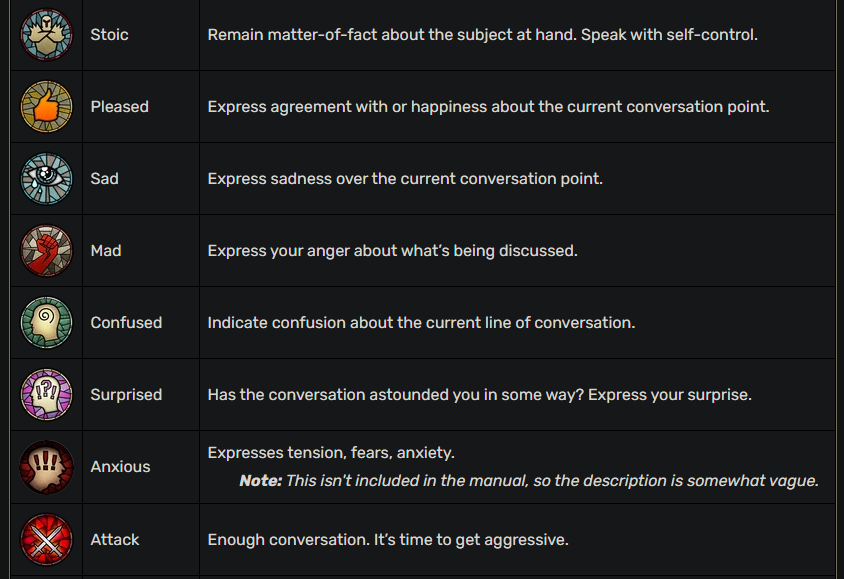 Stoic
Remain matter-of-fact about the subject at hand. Speak with self-control.
Pleased
Express agreement with or happiness about the current conversation point.
Sad
Express sadness over the current conversation point.
Mad
Express your anger about what's being discussed.
Confused
Indicate confusion about the current line of conversation.
Surprised
Has the conversation astounded you in some way? Express your surprise.
Anxious
Expresses tension, fears, anxiety.
Note: This isn't included in the manual, so the description is somewhat vague.
Attack
Enough conversation. It's time to get aggressive.